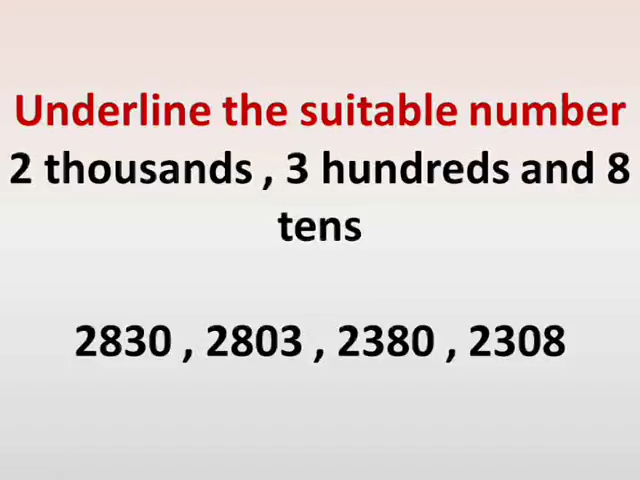 Underline the suitable number
2 thousands , 3 hundreds and 8
tens
2830 , 2803 , 2380 , 2308